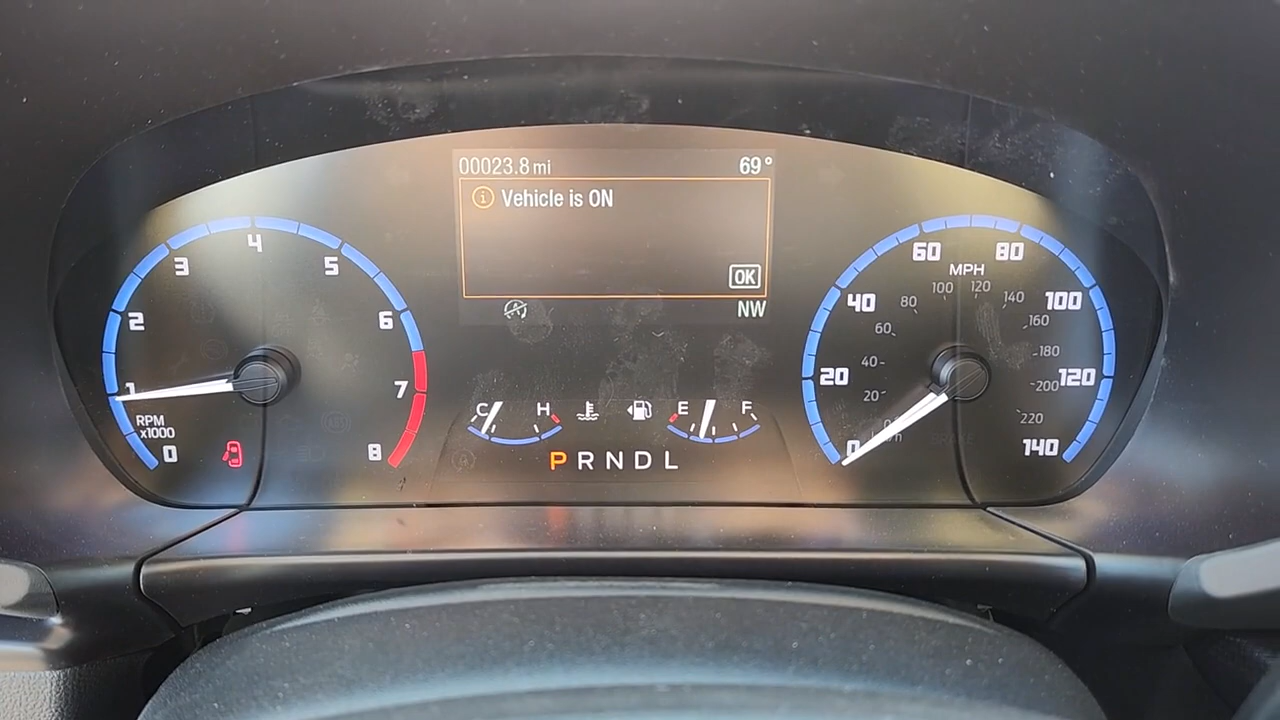 00023.8 mi 69°
i Vehicle is ON
OK
NW
0 1 2 3 4 5 6 7 8
RPM
x1000
C H
E F
P R N D L
MPH
0 20 40 60 80 100 120 140
0 20 40 60 80 100 120 140 160 180 200 220
km/h